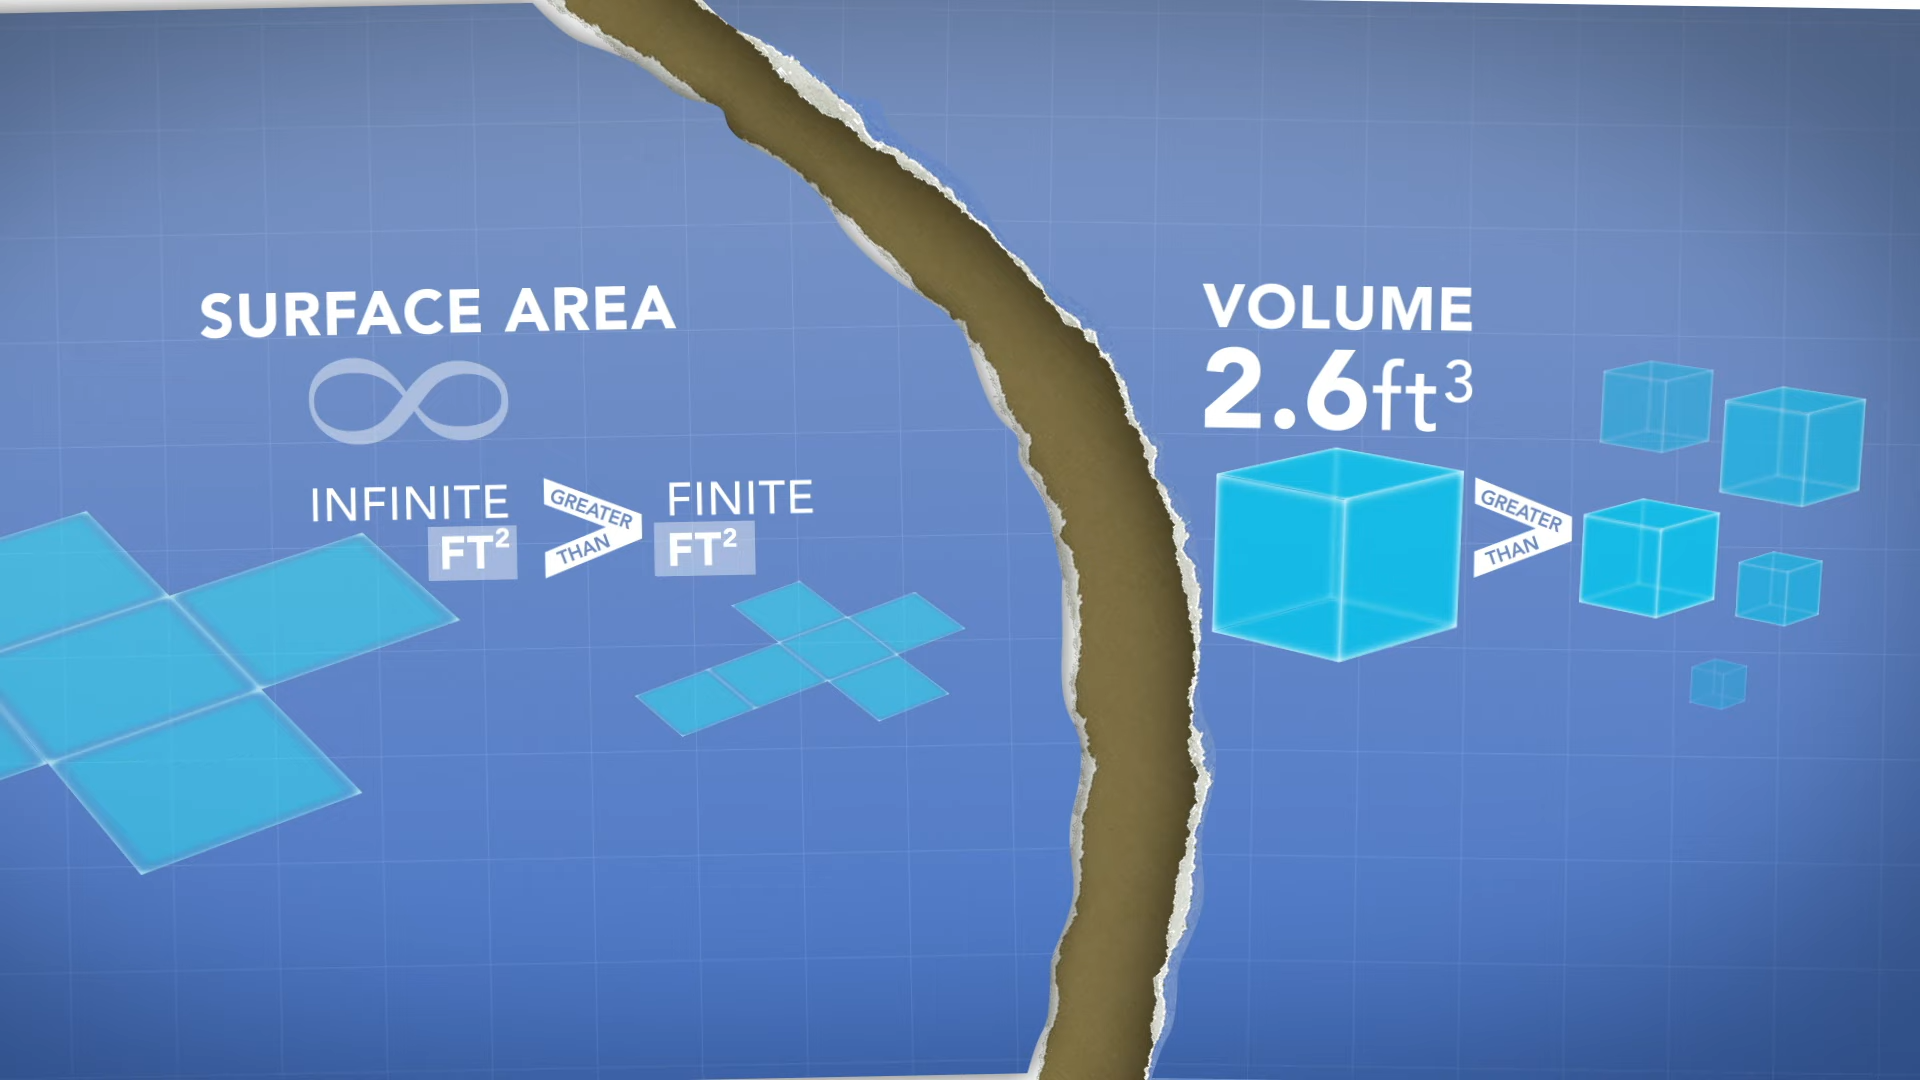 SURFACE AREA
∞
INFINITE
FT²
GREATER
THAN
FINITE
FT²
VOLUME
2.6ft³
GREATER
THAN